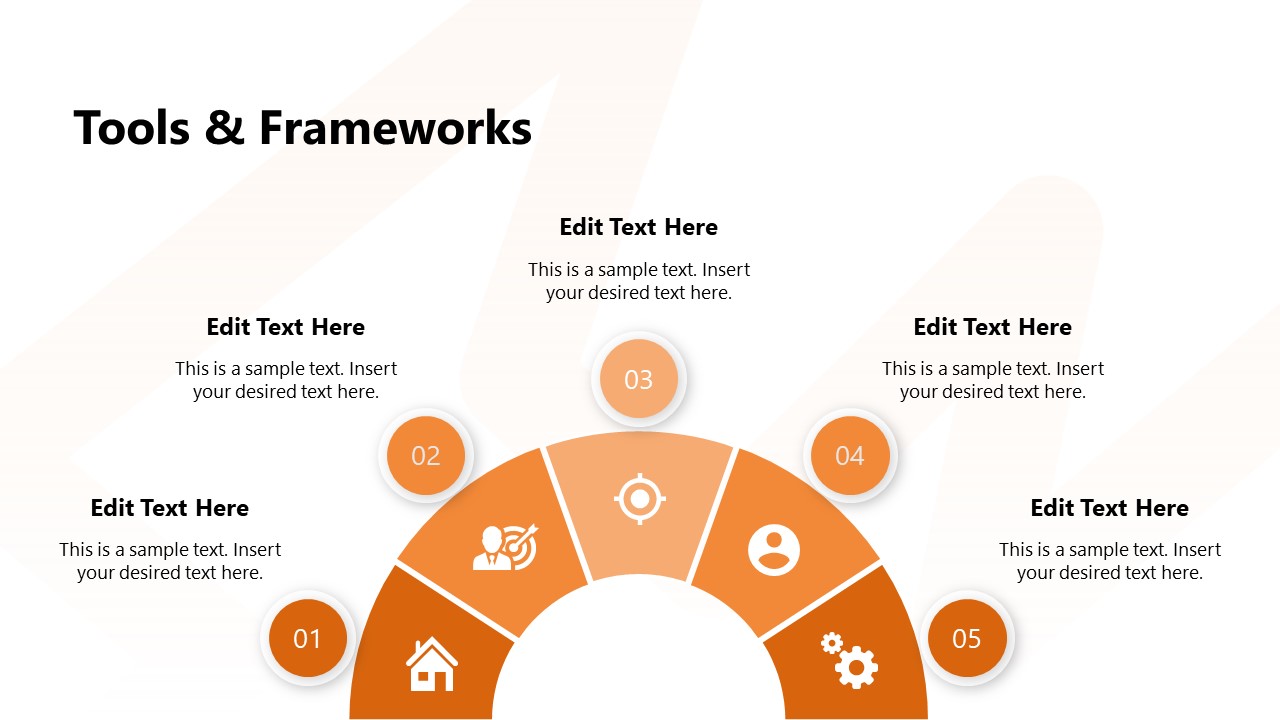 Tools & Frameworks
Edit Text Here
This is a sample text. Insert
your desired text here.
01
Edit Text Here
This is a sample text. Insert
your desired text here.
02
Edit Text Here
This is a sample text. Insert
your desired text here.
03
Edit Text Here
This is a sample text. Insert
your desired text here.
04
Edit Text Here
This is a sample text. Insert
your desired text here.
05